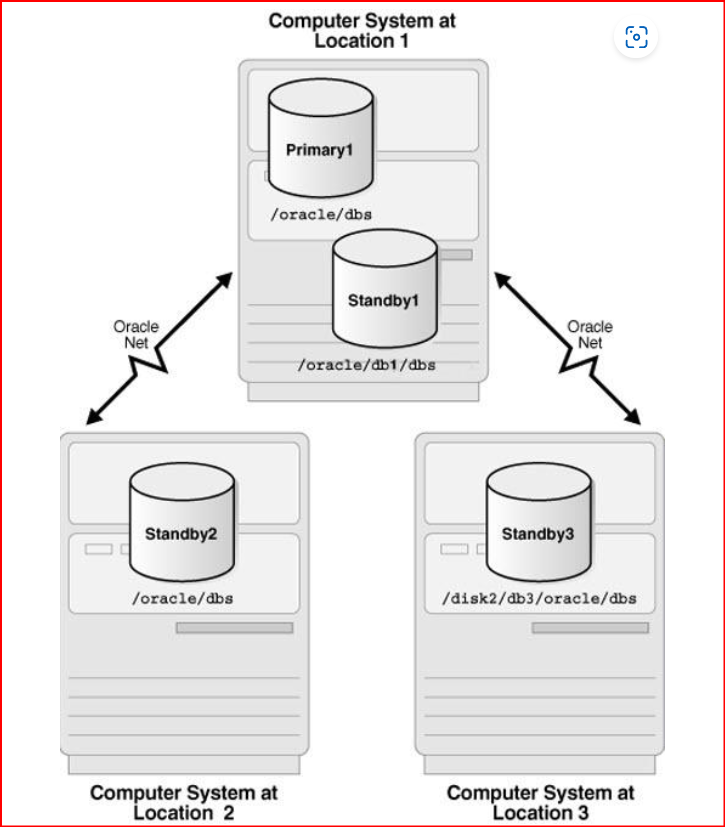 Computer System at
Location 1
Primary1
/oracle/dbs
Standby1
/oracle/db1/dbs
Oracle
Net
Oracle
Net
Standby2
/oracle/dbs
Standby3
/disk2/db3/oracle/dbs
Computer System at
Location 2
Computer System at
Location 3